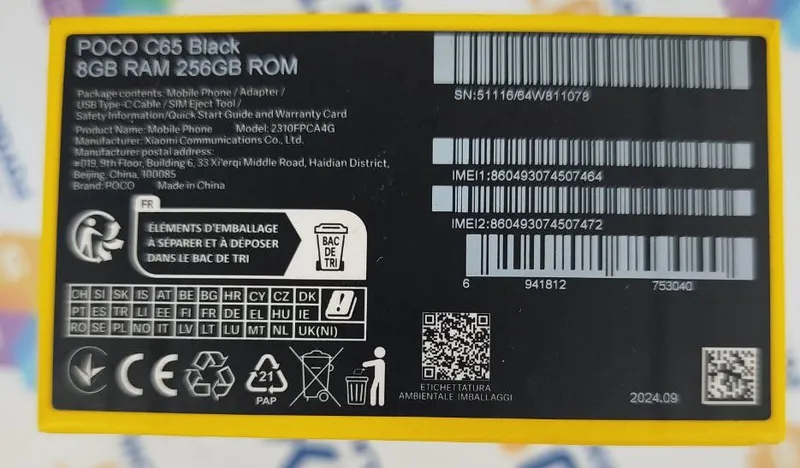 POCO C65 Black
8GB RAM 256GB ROM
Package contents: Mobile Phone / Adapter /
USB Type-C Cable / SIM Eject Tool /
Safety Information/Quick Start Guide and Warranty Card
Product Name: Mobile Phone Model: 2310FPCA4G
Manufacturer: Xiaomi Communications Co., Ltd.
Manufacturer postal address:
#019, 9th Floor, Building 6, 33 Xi'erqi Middle Road, Haidian District,
Beijing, China, 100085
Brand: POCO Made in China
FR
ÉLÉMENTS D'EMBALLAGE
À SÉPARER ET À DÉPOSER
DANS LE BAC DE TRI
BAC
DE
TRI
CH SI SK IS AT BE BG HR CY CZ DK
PT ES TR LI EE FI FR DE EL HU IE
RO SE PL NO IT LV LT LU MT NL UK(NI)
CE
21
PAP
SN:51116/64W811078
IMEI1:860493074507464
IMEI2:860493074507472
6 941812 753040
ETICHETTATURA
AMBIENTALE IMBALLAGGI
2024.09